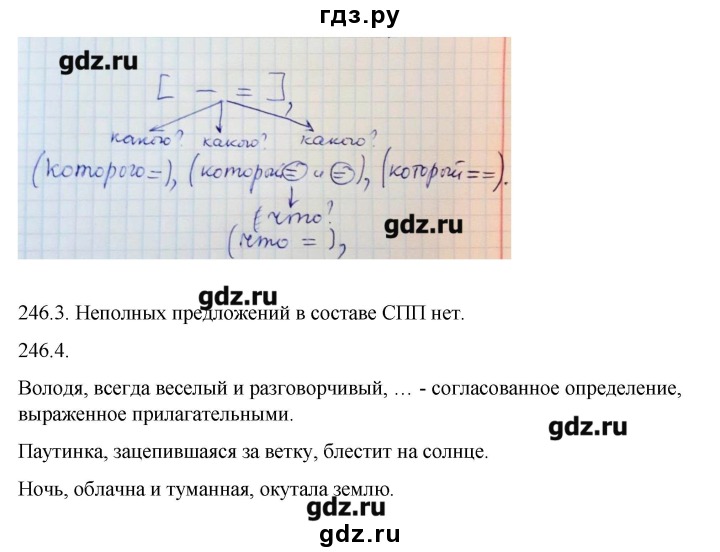 гдз.ру
gdz.ru
[ — = ],
какого? какого? какого?
(которого =), (который = и =), (который = =).
gdz.ru
(что?
(что = ),
gdz.ru
246.3. Неполных предложений в составе СПП нет.
246.4.
Володя, всегда веселый и разговорчивый, … - согласованное определение,
выраженное прилагательными.
gdz.ru
Паутинка, зацепившаяся за ветку, блестит на солнце.
Ночь, облачна и туманная, окутала землю.
gdz.ru
gdz.ru